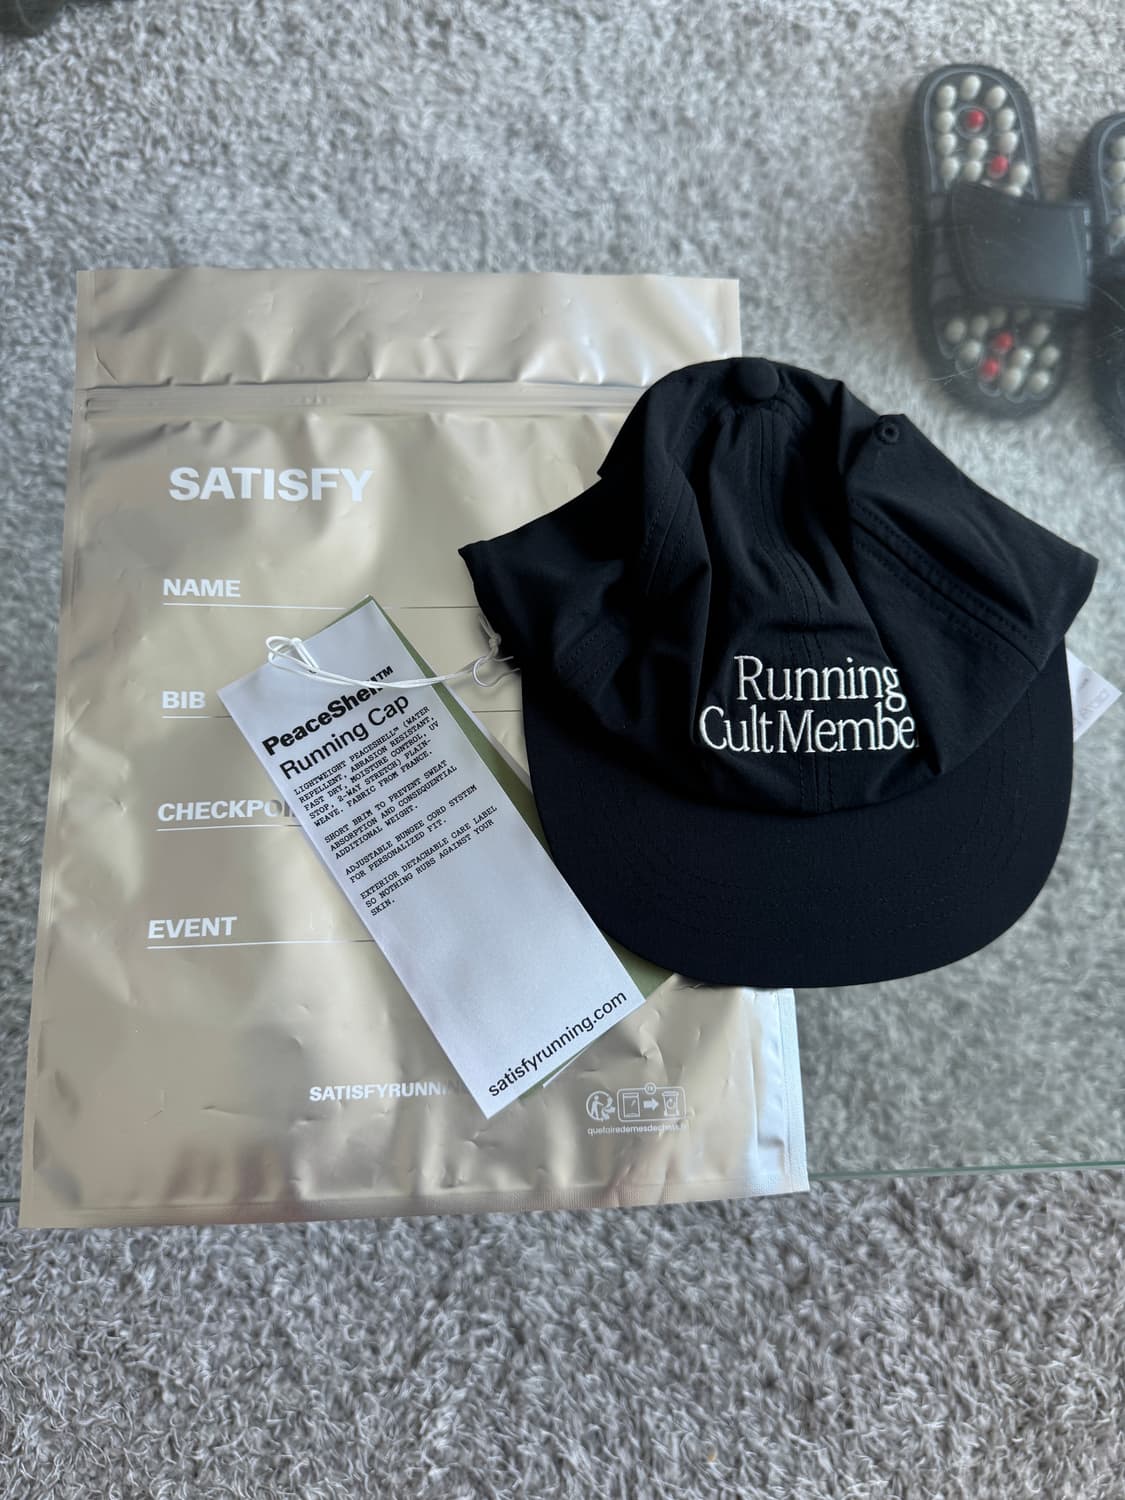 SATISFY
NAME
BIB
CHECKPOI
EVENT
SATISFYRUNNIN
quefairedemesdechets.fr
PeaceShell™
Running Cap
LIGHTWEIGHT PEACESHELL™ (WATER
REPELLENT, ABRASION RESISTANT,
FAST DRY, MOISTURE CONTROL, UV
STOP, 2-WAY STRETCH) PLAIN-
WEAVE. FABRIC FROM FRANCE.
SHORT BRIM TO PREVENT SWEAT
ABSORPTION AND CONSEQUENTIAL
ADDITIONAL WEIGHT.
ADJUSTABLE BUNGEE CORD SYSTEM
FOR PERSONALIZED FIT.
EXTERIOR DETACHABLE CARE LABEL
SO NOTHING RUBS AGAINST YOUR
SKIN.
satisfyrunning.com
Running
Cult Membe